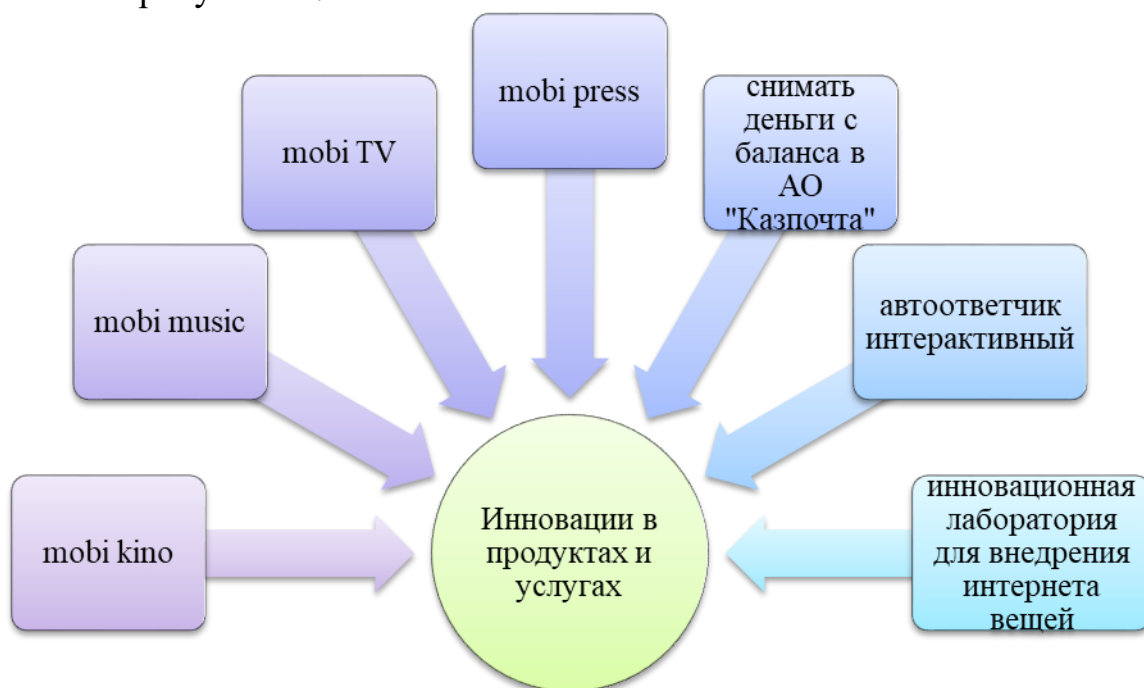 mobi press
снимать
деньги с
баланса в
АО
"Казпочта"
mobi TV
mobi music
автоответчик
интерактивный
mobi kino
Инновации в
продуктах и
услугах
инновационная
лаборатория
для внедрения
интернета
вещей